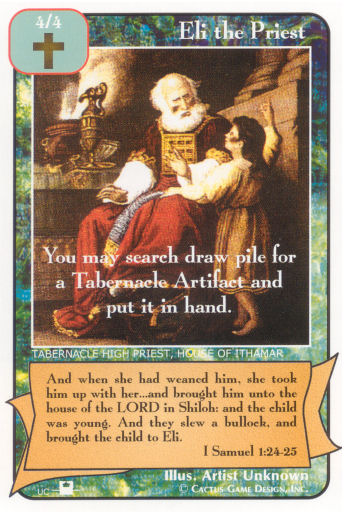 4/4
Eli the Priest
You may search draw pile for
a Tabernacle Artifact and
put it in hand.
TABERNACLE HIGH PRIEST, HOUSE OF ITHAMAR
And when she had weaned him, she took
him up with her...and brought him unto the
house of the LORD in Shiloh: and the child
was young. And they slew a bullock, and
brought the child to Eli.
I Samuel 1:24-25
Illus. Artist Unknown
© CACTUS GAME DESIGN, INC.
UC